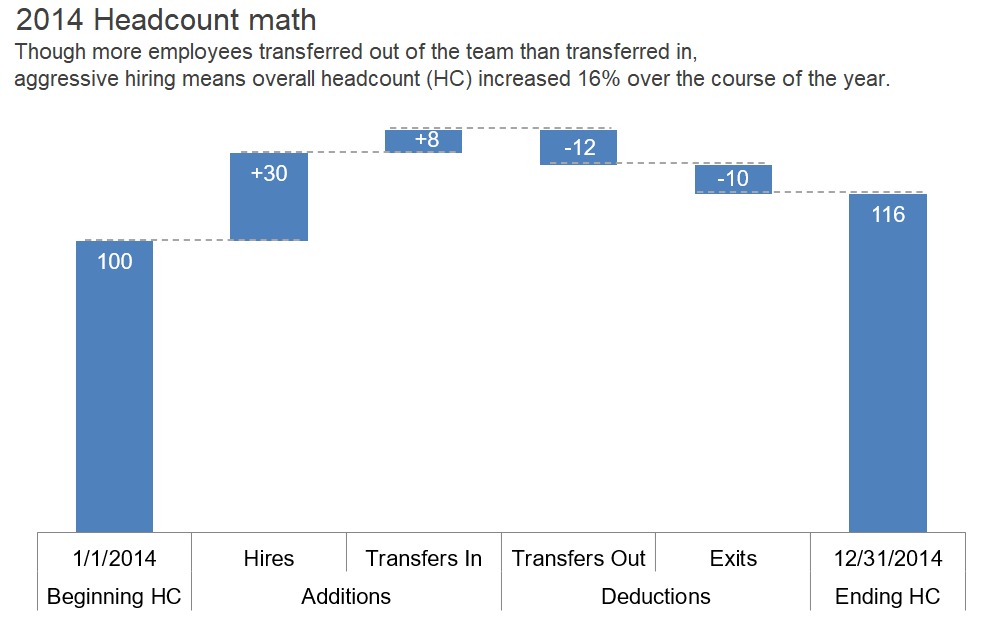 2014 Headcount math
Though more employees transferred out of the team than transferred in,
aggressive hiring means overall headcount (HC) increased 16% over the course of the year.
+8
-12
+30
-10
116
100
1/1/2014 Hires Transfers In Transfers Out Exits 12/31/2014
Beginning HC Additions Deductions Ending HC